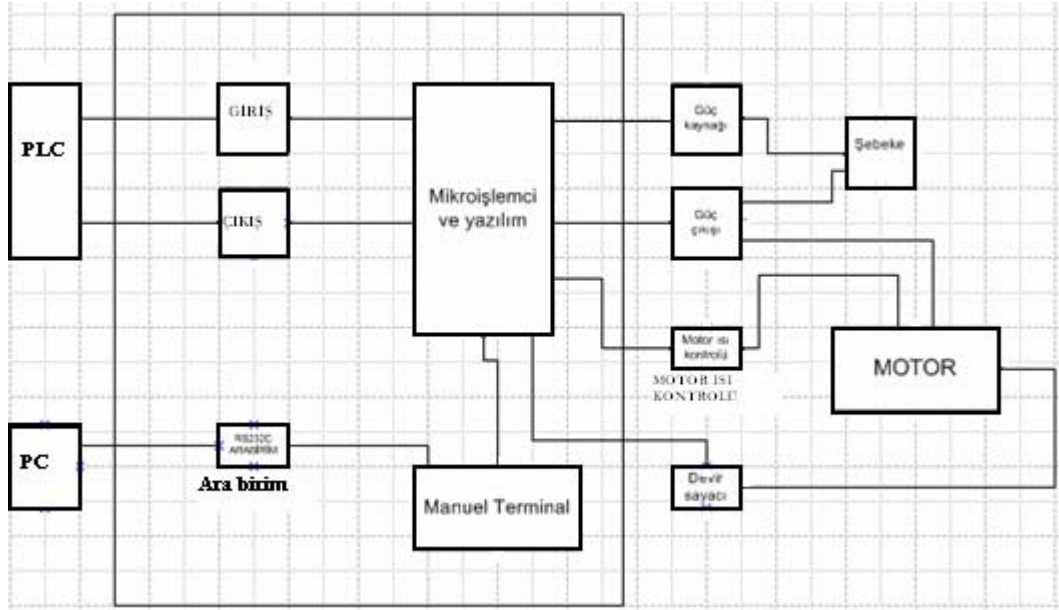 PLC
GİRİŞ
ÇIKIŞ
Mikroişlemci
ve yazılım
Güç
kaynağı
Şebeke
Güç
çıkışı
Motor ısı
kontrolü
MOTOR ISI
KONTROLÜ
MOTOR
PC
RS232C
ARABİRİM
Ara birim
Manuel Terminal
Devir
sayacı